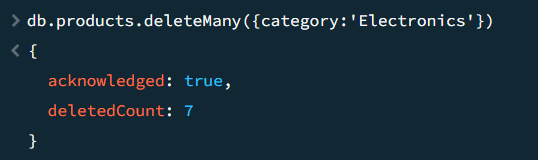 > db.products.deleteMany({category:'Electronics'})
< {
acknowledged: true,
deletedCount: 7
}